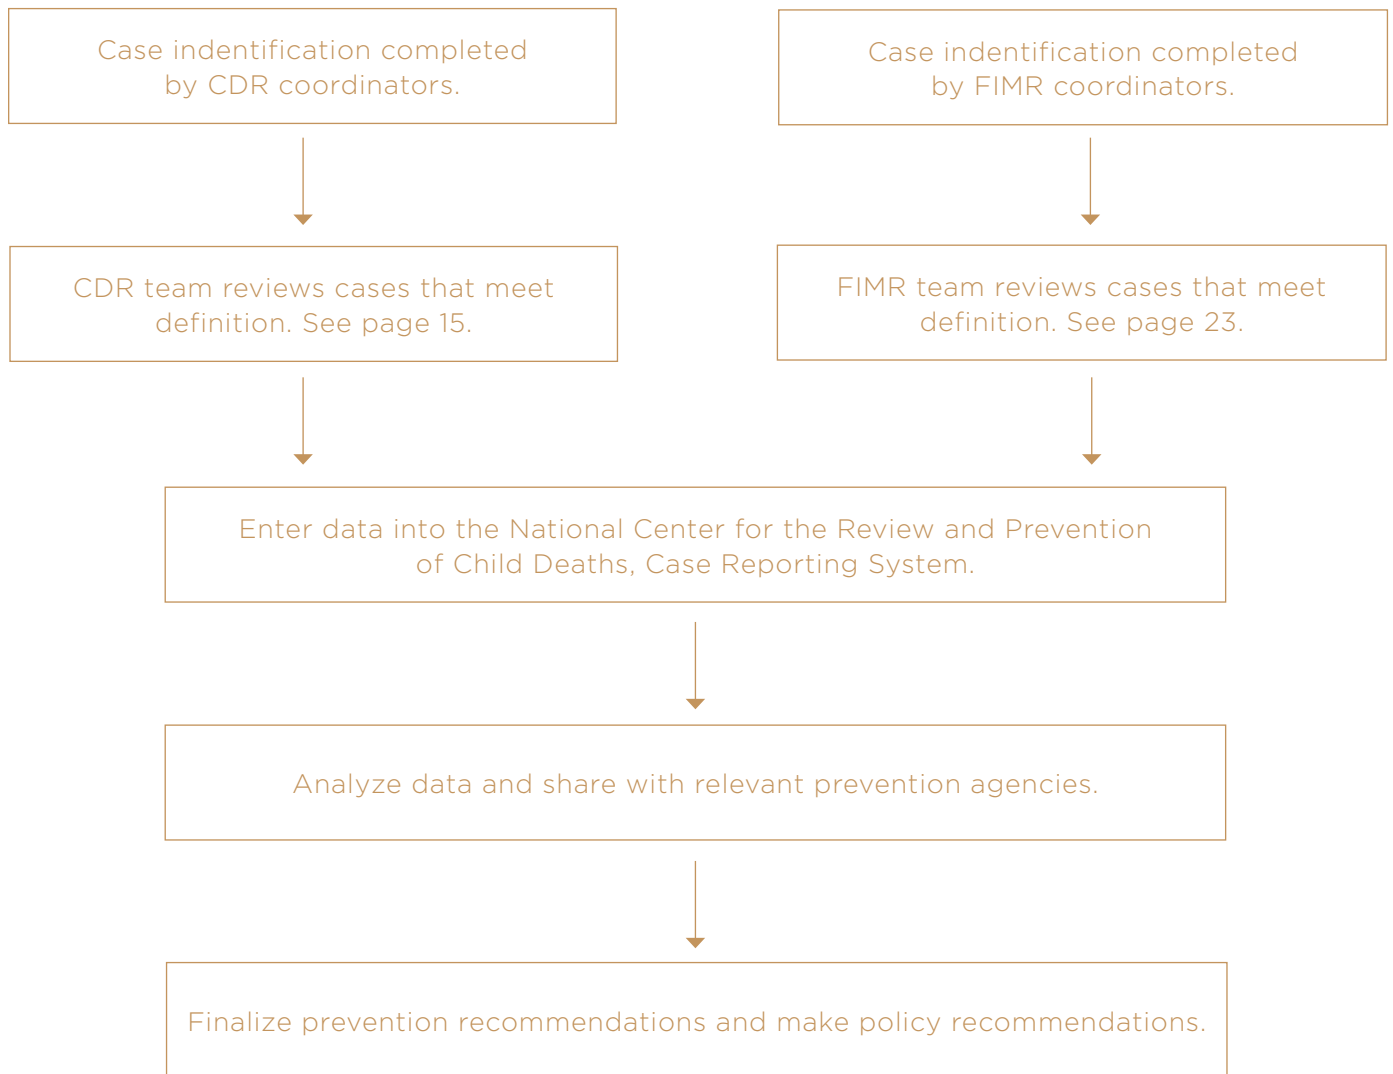 Case indentification completed
by CDR coordinators.
Case indentification completed
by FIMR coordinators.
CDR team reviews cases that meet
definition. See page 15.
FIMR team reviews cases that meet
definition. See page 23.
Enter data into the National Center for the Review and Prevention
of Child Deaths, Case Reporting System.
Analyze data and share with relevant prevention agencies.
Finalize prevention recommendations and make policy recommendations.